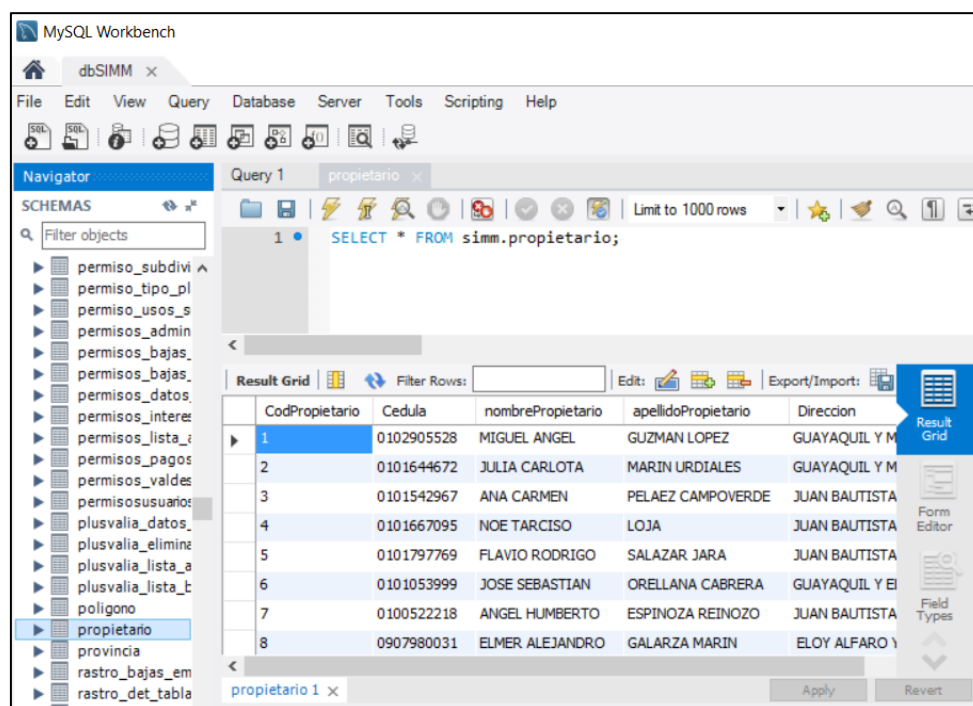 MySQL Workbench
dbSIMM
File Edit View Query Database Server Tools Scripting Help
Navigator
SCHEMAS
Filter objects
permiso_subdivi
permiso_tipo_pl
permiso_usos_s
permisos_admin
permisos_bajas_
permisos_bajas_
permisos_datos_
permisos_interes
permisos_lista_a
permisos_pagos
permisos_valdes
permisosusuarios
plusvalia_datos_
plusvalia_elimina
plusvalia_lista_a
plusvalia_lista_b
poligono
propietario
provincia
rastro_bajas_em
rastro_det_tabla
Query 1 propietario
Limit to 1000 rows
1 SELECT * FROM simm.propietario;
Result Grid Filter Rows: Edit: Export/Import:
CodPropietario Cedula nombrePropietario apellidoPropietario Direccion
1 0102905528 MIGUEL ANGEL GUZMAN LOPEZ GUAYAQUIL Y M
2 0101644672 JULIA CARLOTA MARIN URDIALES GUAYAQUIL Y M
3 0101542967 ANA CARMEN PELAEZ CAMPOVERDE JUAN BAUTISTA
4 0101667095 NOE TARCISO LOJA JUAN BAUTISTA
5 0101797769 FLAVIO RODRIGO SALAZAR JARA JUAN BAUTISTA
6 0101053999 JOSE SEBASTIAN ORELLANA CABRERA GUAYAQUIL Y El
7 0100522218 ANGEL HUMBERTO ESPINOZA REINOZO JUAN BAUTISTA
8 0907980031 ELMER ALEJANDRO GALARZA MARIN ELOY ALFARO Y
Result
Grid
Form
Editor
Field
Types
propietario 1
Apply Revert